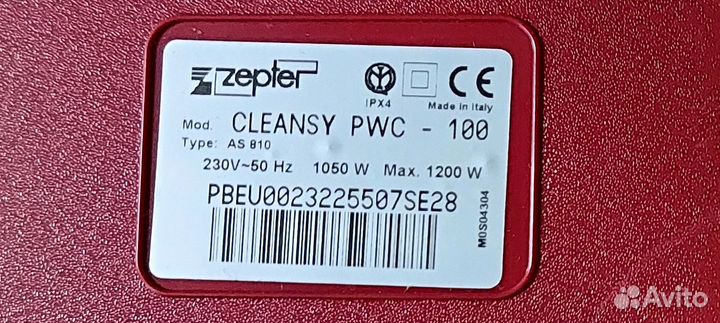 zepter
IPX4
CE
Made in Italy
Mod. CLEANSY PWC - 100
Type: AS 810
230V~50 Hz 1050 W Max. 1200 W
PBEU0023225507SE28
M0S04304
Avito